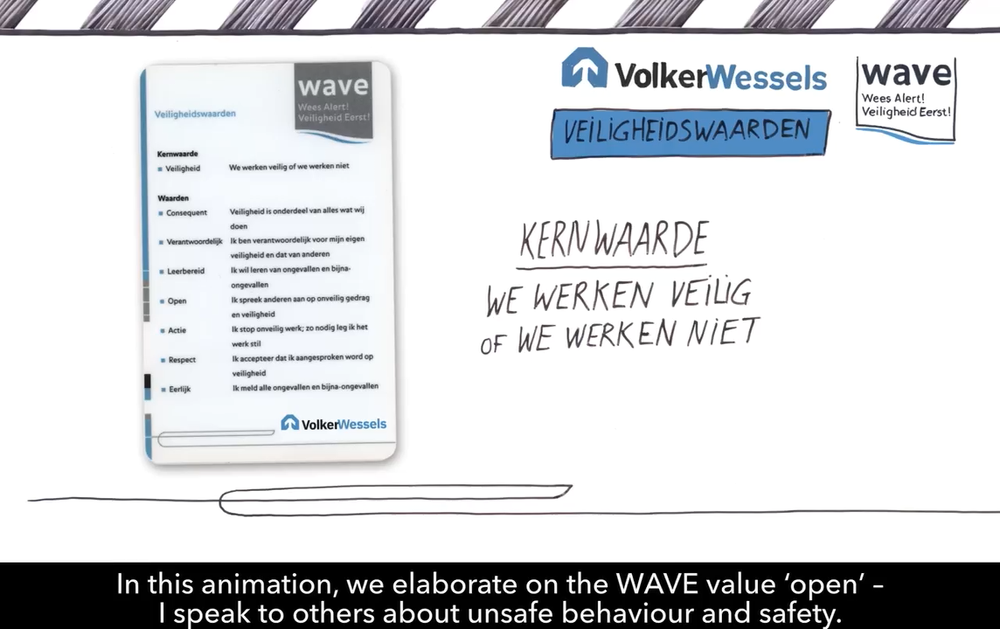 wave
Wees Alert!
Veiligheid Eerst!
Veiligheidswaarden
Kernwaarde
Veiligheid We werken veilig of we werken niet
Waarden
Consequent Veiligheid is onderdeel van alles wat wij
doen
Verantwoordelijk Ik ben verantwoordelijk voor mijn eigen
veiligheid en dat van anderen
Leerbereid Ik wil leren van ongevallen en bijna-
ongevallen
Open Ik spreek anderen aan op onveilig gedrag
en veiligheid
Actie Ik stop onveilig werk; zo nodig leg ik het
werk stil
Respect Ik accepteer dat ik aangesproken word op
veiligheid
Eerlijk Ik meld alle ongevallen en bijna-ongevallen
VolkerWessels
VolkerWessels
VEILIGHEIDSWAARDEN
wave
Wees Alert!
Veiligheid Eerst!
KERNWAARDE
WE WERKEN VEILIG
OF WE WERKEN NIET
In this animation, we elaborate on the WAVE value ‘open’ –
I speak to others about unsafe behaviour and safety.